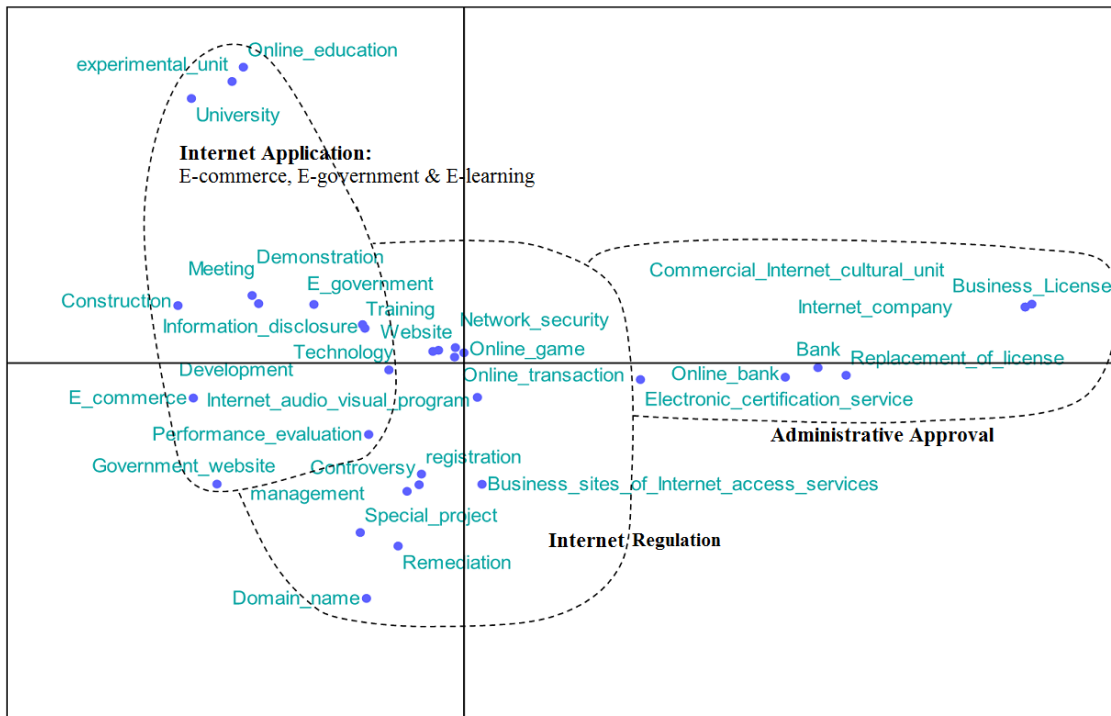 Online_education
experimental_unit
University
Internet Application:
E-commerce, E-government & E-learning
Demonstration
Meeting
E_government
Commercial_Internet_cultural_unit
Business_License
Construction
Training
Internet_company
Information_disclosure
Website
Network_security
Technology
Online_game
Bank
Replacement_of_license
Development
Online_transaction
Online_bank
E_commerce
Internet_audio_visual_program
Electronic_certification_service
Performance_evaluation
Administrative Approval
Government_website
Controversy
registration
management
Business_sites_of_Internet_access_services
Special_project
Internet Regulation
Remediation
Domain_name